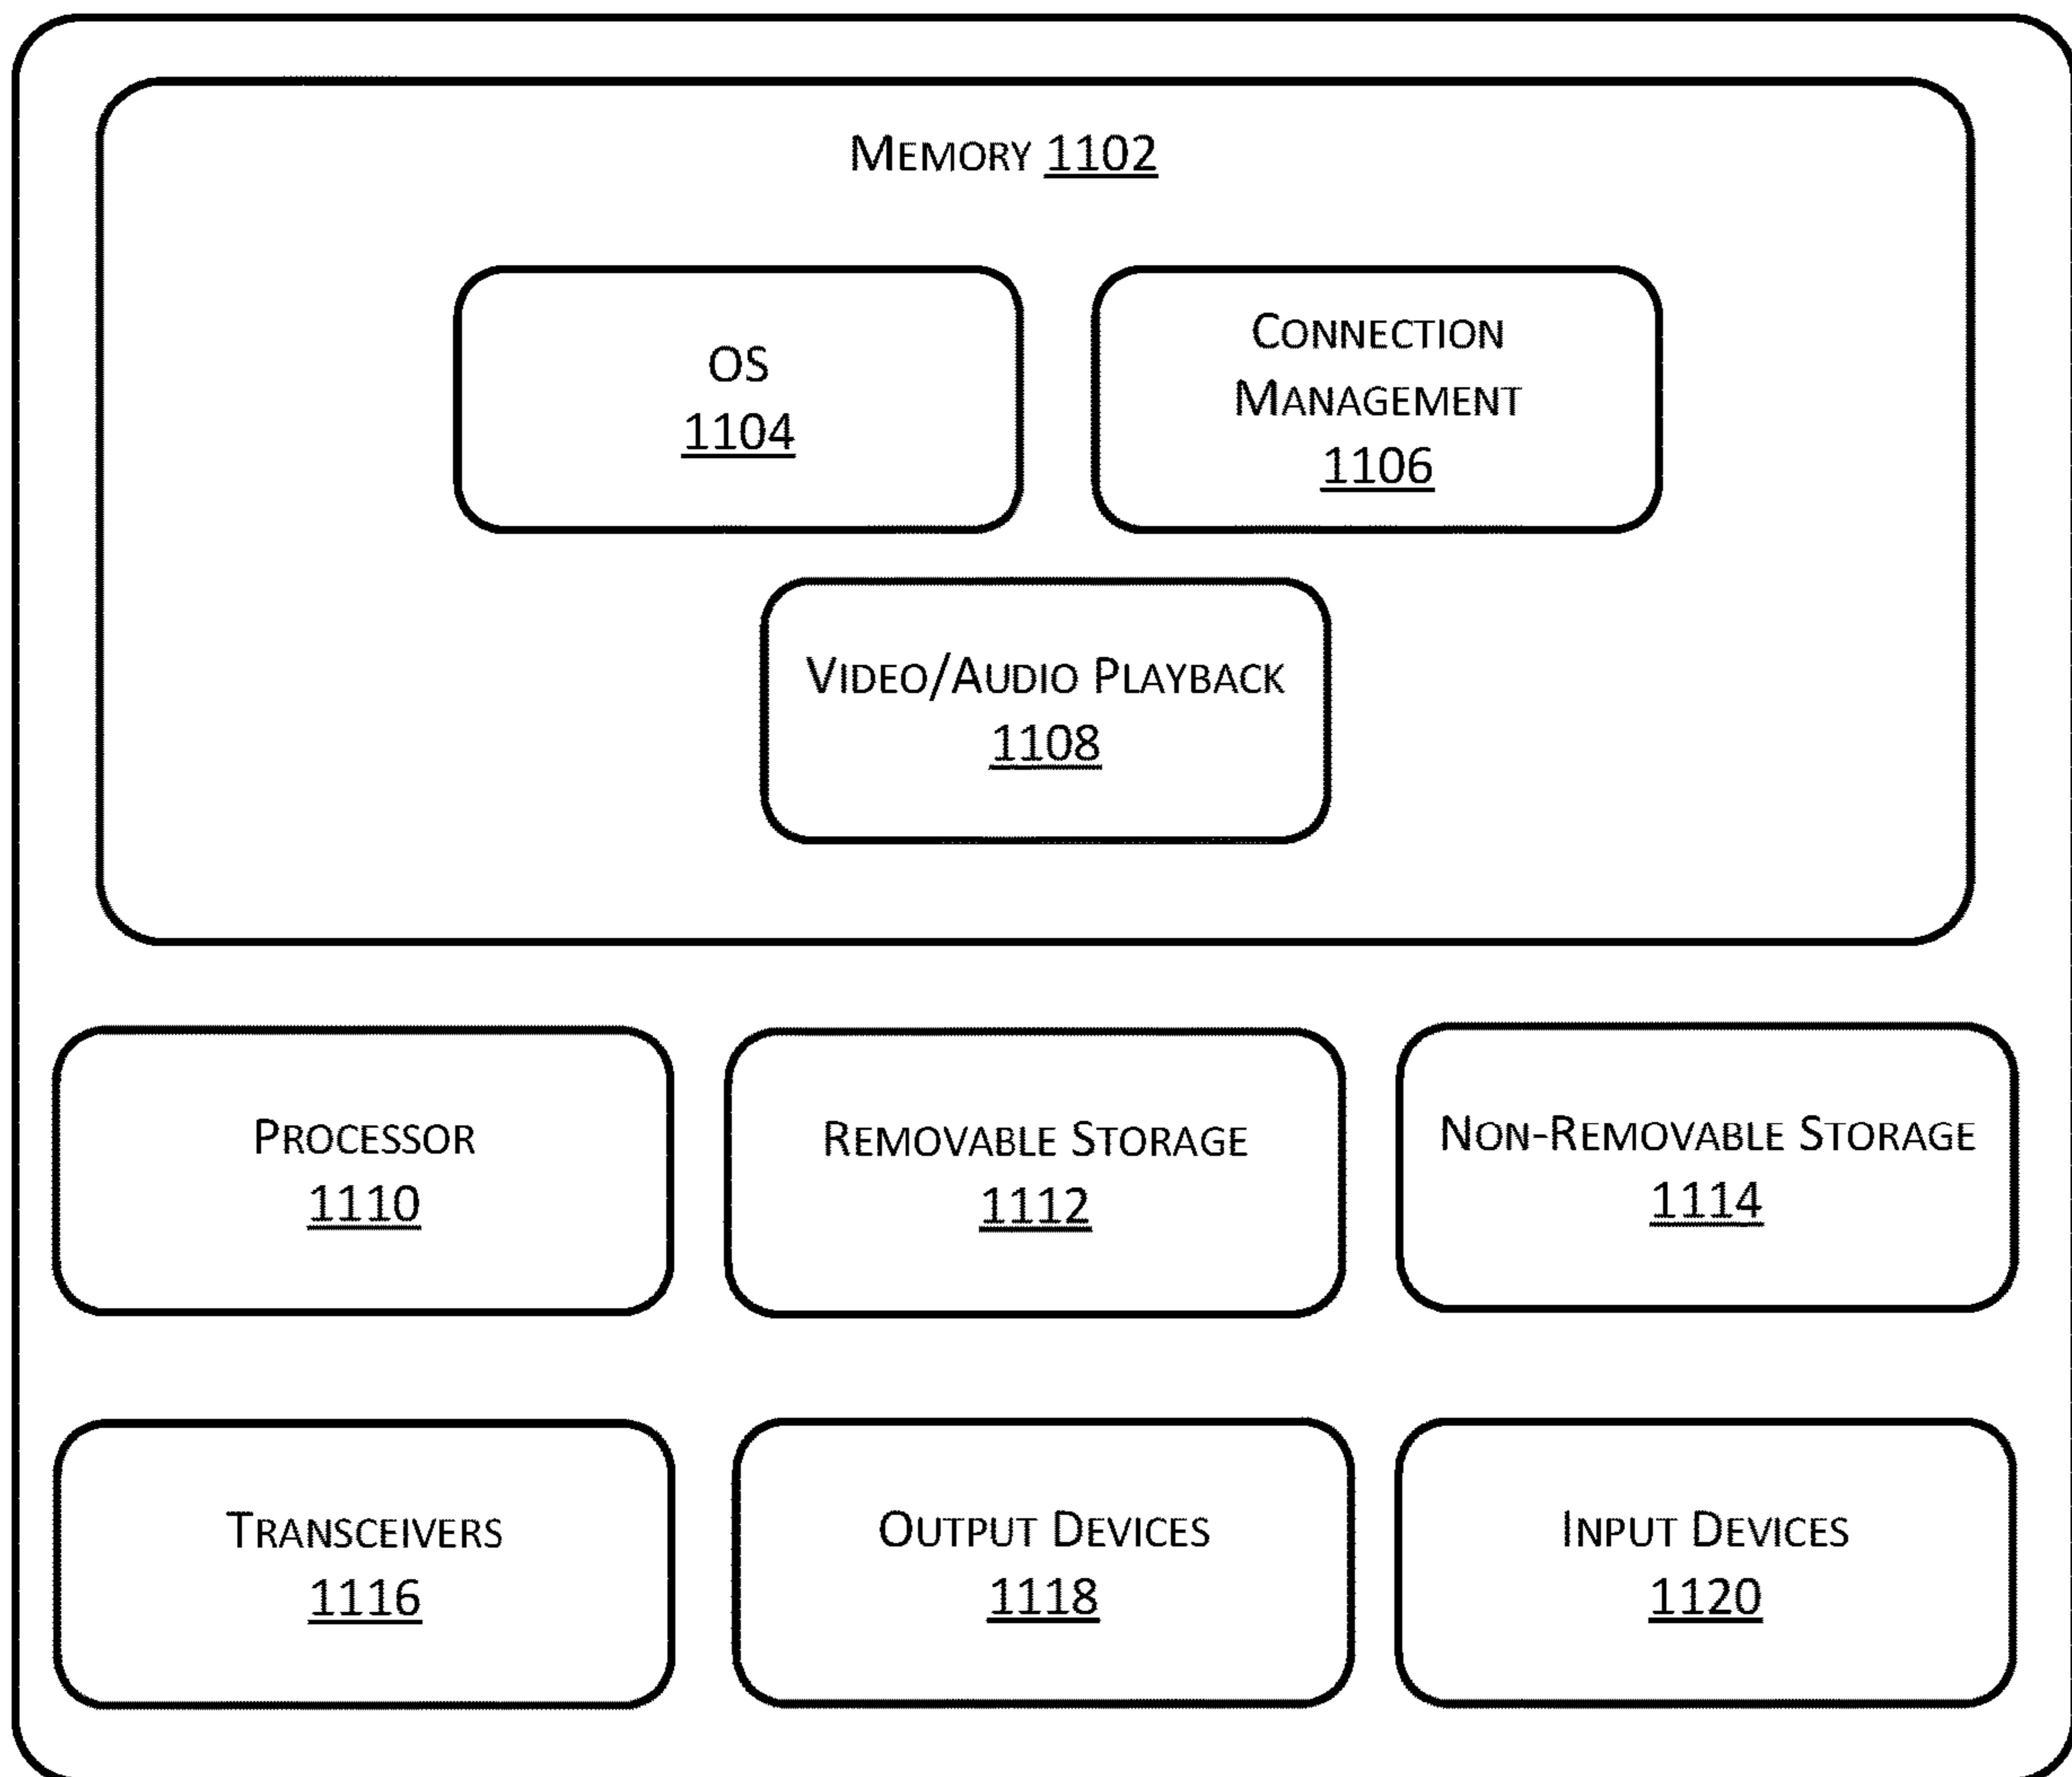 MEMORY 1102
OS
1104
CONNECTION
MANAGEMENT
1106
VIDEO/AUDIO PLAYBACK
1108
PROCESSOR
1110
REMOVABLE STORAGE
1112
NON-REMOVABLE STORAGE
1114
TRANSCEIVERS
1116
OUTPUT DEVICES
1118
INPUT DEVICES
1120